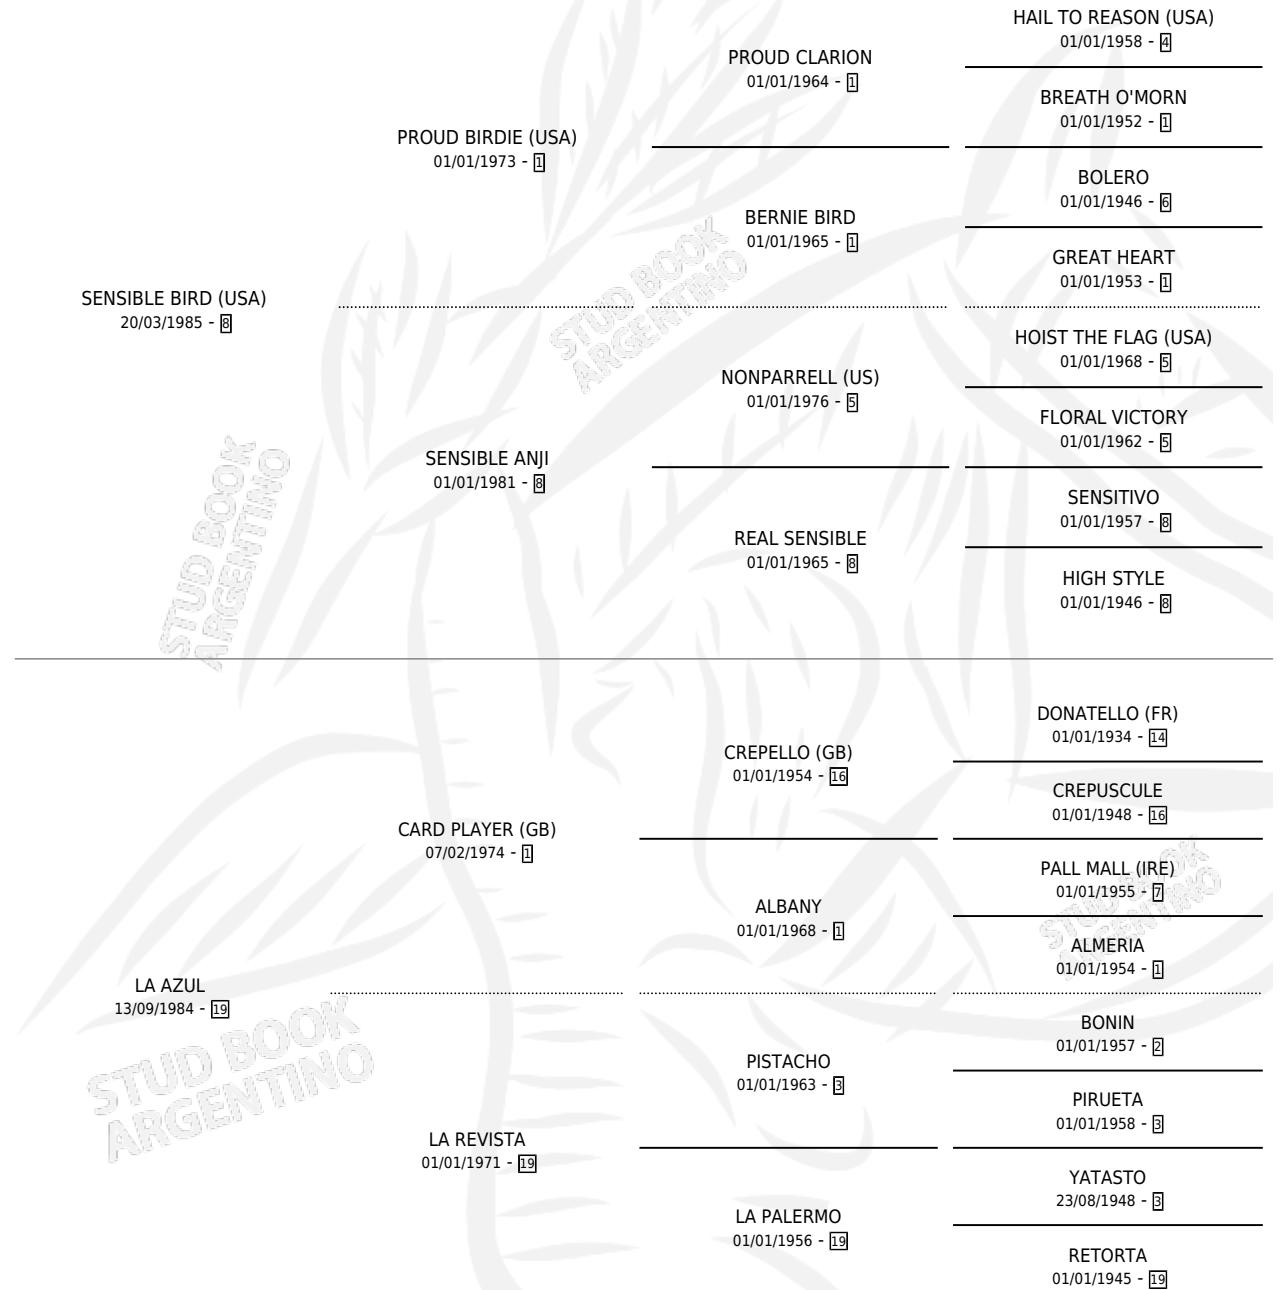 HAIL TO REASON (USA)
01/01/1958 - 4
PROUD CLARION
01/01/1964 - 1
BREATH O'MORN
01/01/1952 - 1
PROUD BIRDIE (USA)
01/01/1973 - 1
BOLERO
01/01/1946 - 6
BERNIE BIRD
01/01/1965 - 1
GREAT HEART
01/01/1953 - 1
SENSIBLE BIRD (USA)
20/03/1985 - 8
HOIST THE FLAG (USA)
01/01/1968 - 5
NONPARRELL (US)
01/01/1976 - 5
FLORAL VICTORY
01/01/1962 - 5
SENSIBLE ANJI
01/01/1981 - 8
SENSITIVO
01/01/1957 - 8
REAL SENSIBLE
01/01/1965 - 8
HIGH STYLE
01/01/1946 - 8
STUD BOOK
ARGENTINO
STUD BOOK
ARGENTINO
DONATELLO (FR)
01/01/1934 - 14
CREPELLO (GB)
01/01/1954 - 16
CREPUSCULE
01/01/1948 - 16
CARD PLAYER (GB)
07/02/1974 - 1
PALL MALL (IRE)
01/01/1955 - 7
ALBANY
01/01/1968 - 1
ALMERIA
01/01/1954 - 1
LA AZUL
13/09/1984 - 19
BONIN
01/01/1957 - 2
PISTACHO
01/01/1963 - 3
PIRUETA
01/01/1958 - 3
LA REVISTA
01/01/1971 - 19
YATASTO
23/08/1948 - 3
LA PALERMO
01/01/1956 - 19
RETORTA
01/01/1945 - 19
STUD BOOK
ARGENTINO
STUD BOOK
ARGENTINO